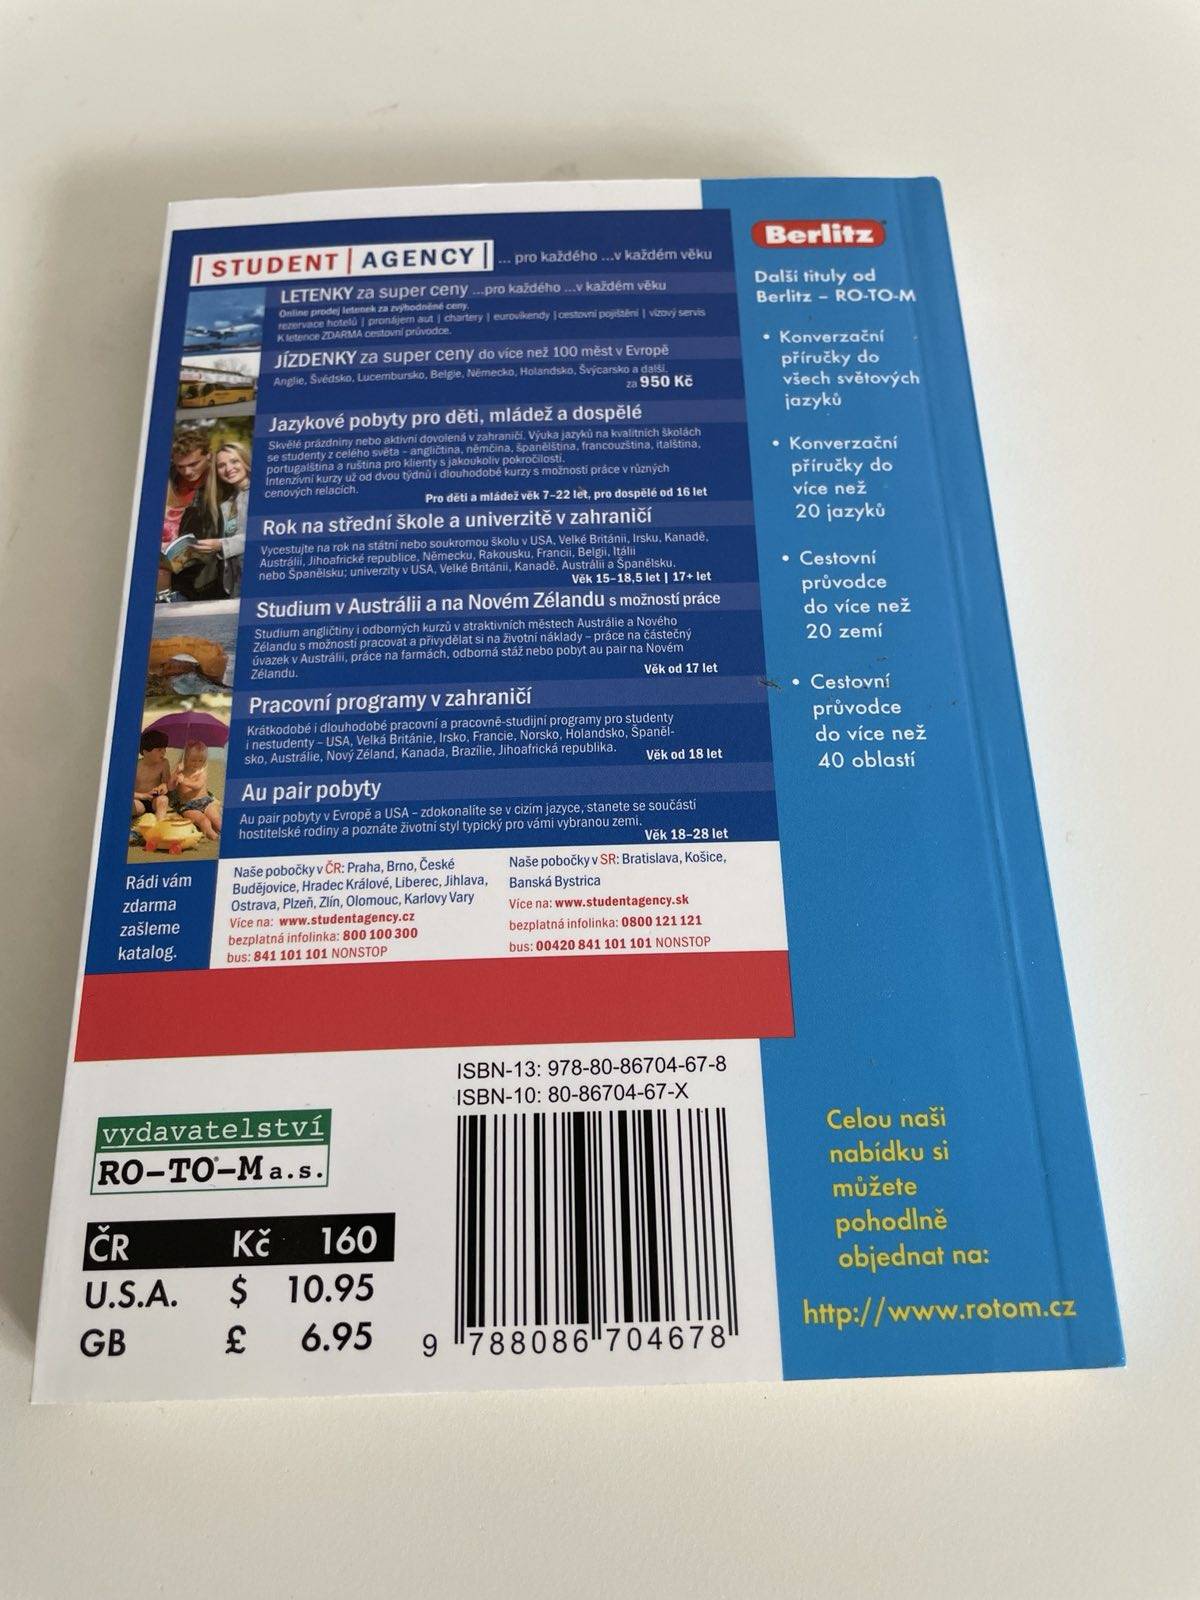 |STUDENT|AGENCY| ... pro každého ...v každém věku
LETENKY za super ceny ...pro každého ...v každém věku
Online prodej letenek za zvýhodněné ceny.
rezervace hotelů | pronájem aut | chartery | eurovíkendy | cestovní pojištění | vízový servis
K letence ZDARMA cestovní průvodce.
JÍZDENKY za super ceny do více než 100 měst v Evropě
Anglie, Švédsko, Lucembursko, Belgie, Německo, Holandsko, Švýcarsko a další.
za 950 Kč
Jazykové pobyty pro děti, mládež a dospělé
Skvělé prázdniny nebo aktivní dovolená v zahraničí. Výuka jazyků na kvalitních školách
se studenty z celého světa – angličtina, němčina, španělština, francouzština, italština,
portugalština a ruština pro klienty s jakoukoliv pokročilostí.
Intenzivní kurzy už od dvou týdnů i dlouhodobé kurzy s možností práce v různých
cenových relacích.
Pro děti a mládež věk 7–22 let, pro dospělé od 16 let
Rok na střední škole a univerzitě v zahraničí
Vycestujte na rok na státní nebo soukromou školu v USA, Velké Británii, Irsku, Kanadě,
Austrálii, Jihoafrické republice, Německu, Rakousku, Francii, Belgii, Itálii
nebo Španělsku; univerzity v USA, Velké Británii, Kanadě, Austrálii a Španělsku.
Věk 15–18,5 let | 17+ let
Studium v Austrálii a na Novém Zélandu s možností práce
Studium angličtiny i odborných kurzů v atraktivních městech Austrálie a Nového
Zélandu s možností pracovat a přivydělat si na životní náklady – práce na částečný
úvazek v Austrálii, práce na farmách, odborná stáž nebo pobyt au pair na Novém
Zélandu.
Věk od 17 let
Pracovní programy v zahraničí
Krátkodobé i dlouhodobé pracovní a pracovně-studijní programy pro studenty
i nestudenty – USA, Velká Británie, Irsko, Francie, Norsko, Holandsko, Španěl-
sko, Austrálie, Nový Zéland, Kanada, Brazílie, Jihoafrická republika.
Věk od 18 let
Au pair pobyty
Au pair pobyty v Evropě a USA – zdokonalíte se v cizím jazyce, stanete se součástí
hostitelské rodiny a poznáte životní styl typický pro vámi vybranou zemi.
Věk 18–28 let
Rádi vám
zdarma
zašleme
katalog.
Naše pobočky v ČR: Praha, Brno, České
Budějovice, Hradec Králové, Liberec, Jihlava,
Ostrava, Plzeň, Zlín, Olomouc, Karlovy Vary
Více na: www.studentagency.cz
bezplatná infolinka: 800 100 300
bus: 841 101 101 NONSTOP
Naše pobočky v SR: Bratislava, Košice,
Banská Bystrica
Více na: www.studentagency.sk
bezplatná infolinka: 0800 121 121
bus: 00420 841 101 101 NONSTOP
Berlitz
Další tituly od
Berlitz – RO-TO-M
• Konverzační
příručky do
všech světových
jazyků
• Konverzační
příručky do
více než
20 jazyků
• Cestovní
průvodce
do více než
20 zemí
• Cestovní
průvodce
do více než
40 oblastí
Celou naši
nabídku si
můžete
pohodlně
objednat na:
http://www.rotom.cz
vydavatelství
RO–TO–M a.s.
ČR Kč 160
U.S.A. $ 10.95
GB £ 6.95
ISBN-13: 978-80-86704-67-8
ISBN-10: 80-86704-67-X
9 788086 704678